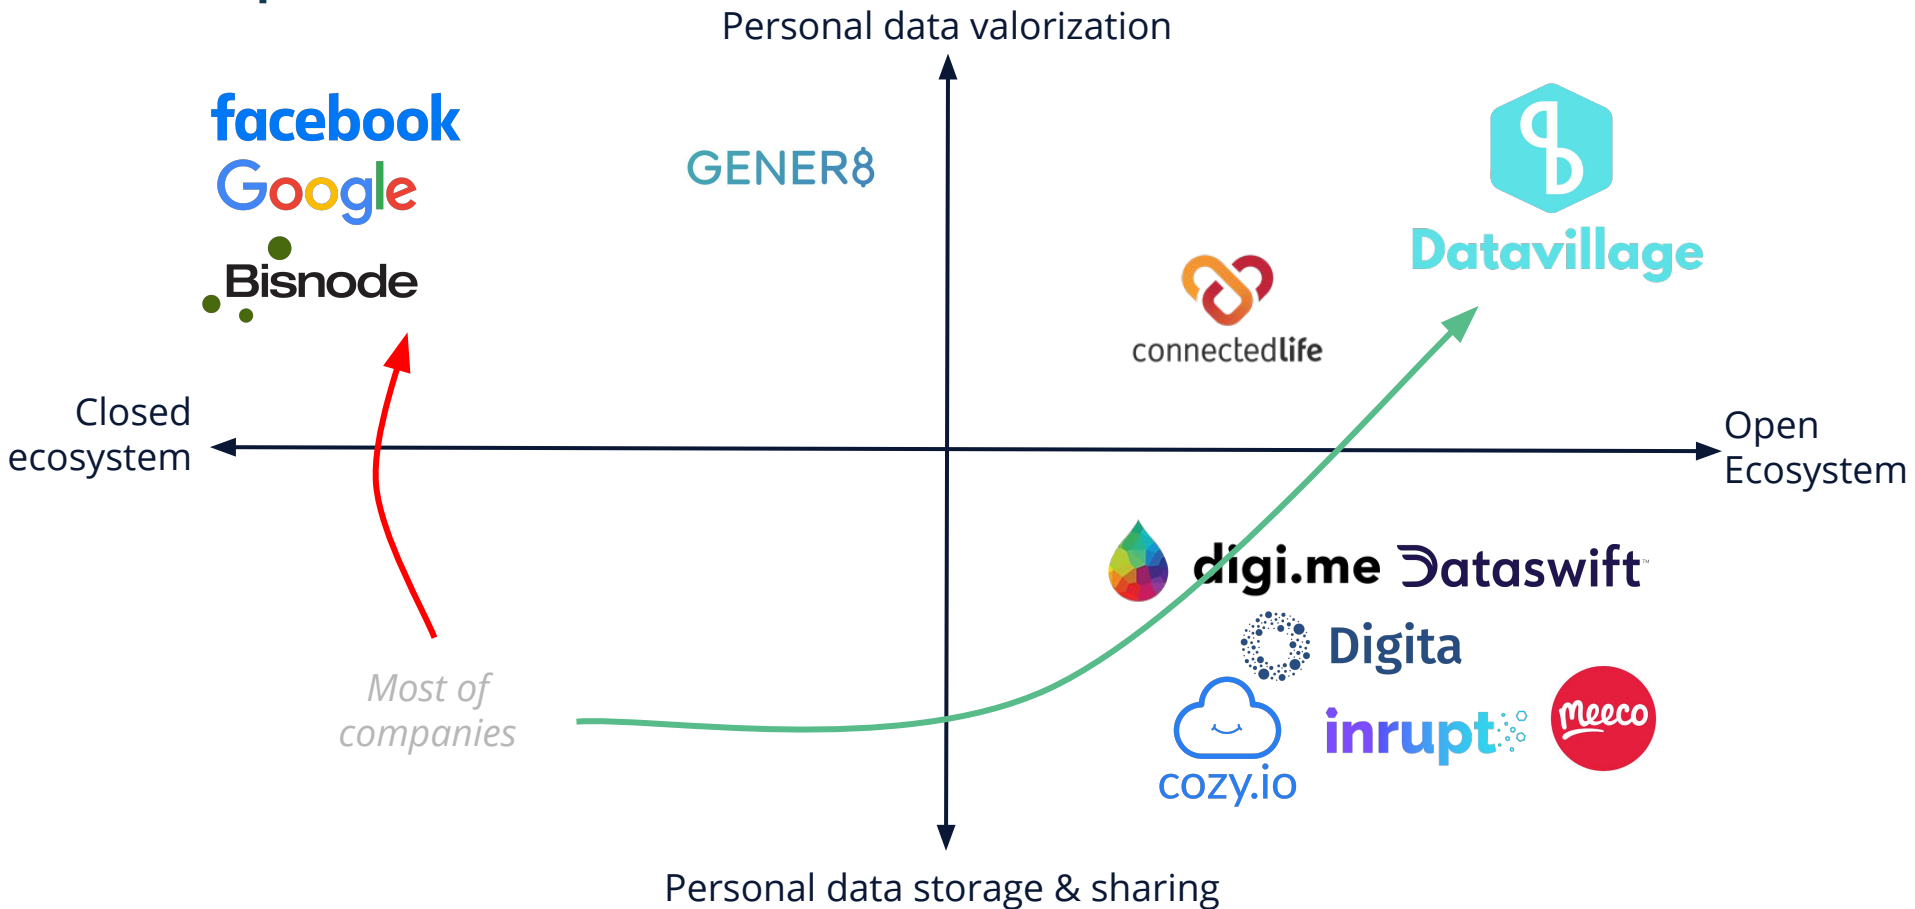 Personal data valorization
facebook
Google
GENER8
Datavillage
Bisnode
connectedlife
Closed
ecosystem
Open
Ecosystem
digi.me
Dataswift™
Digita
Most of
companies
inrupt
meeco
cozy.io
Personal data storage & sharing